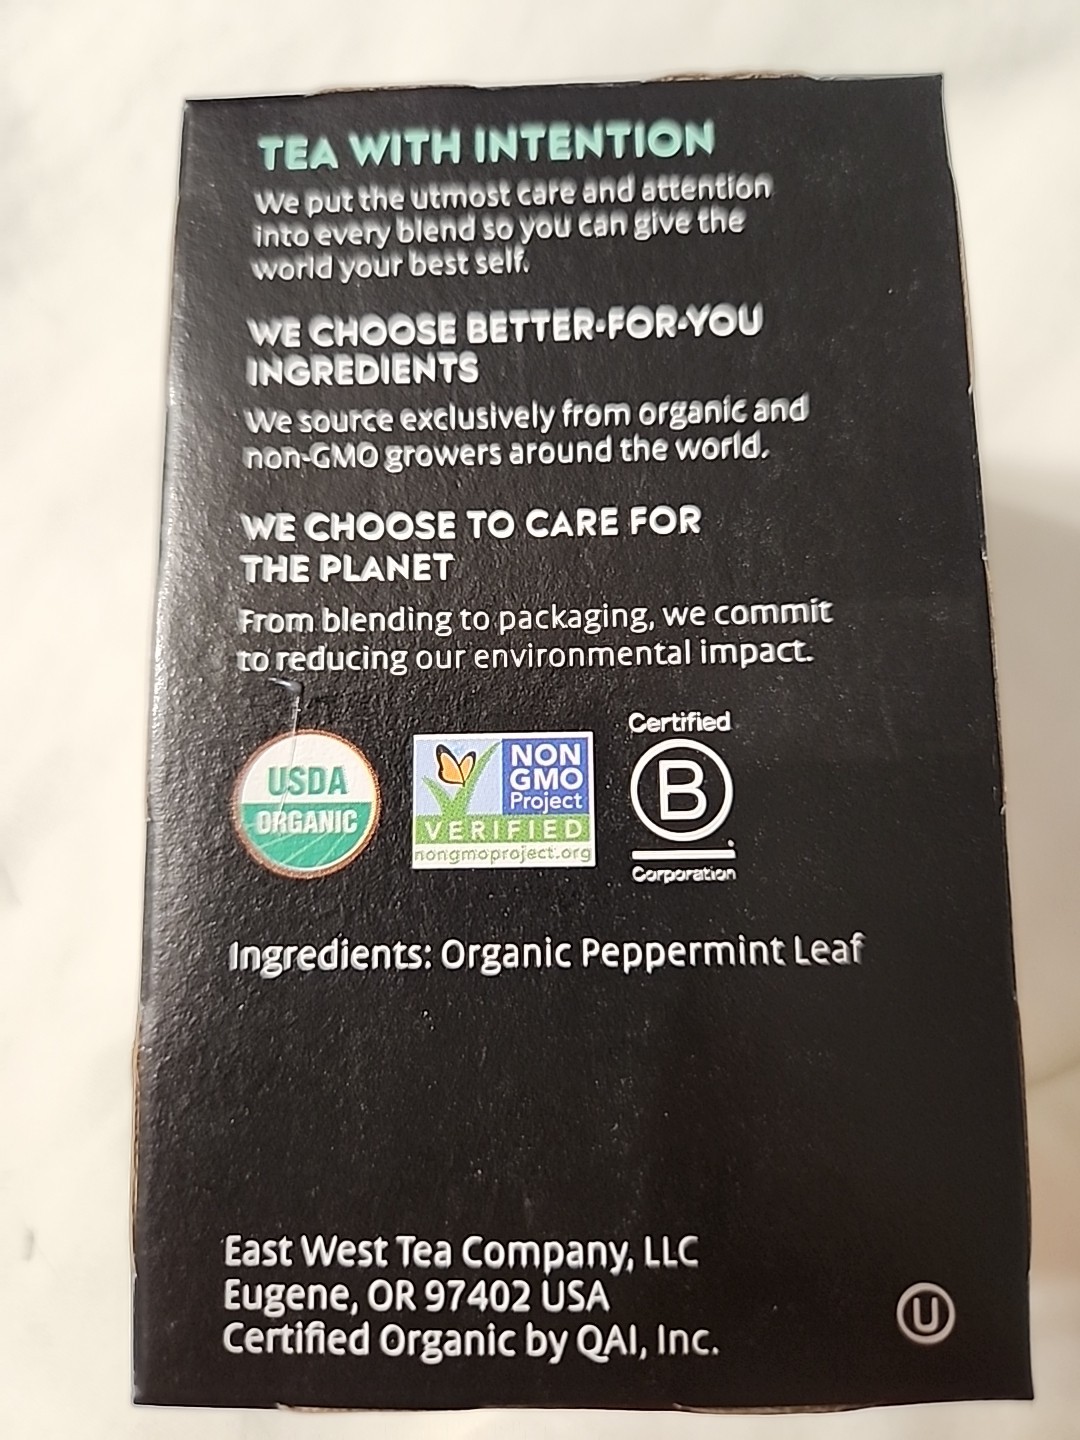 TEA WITH INTENTION
We put the utmost care and attention
into every blend so you can give the
world your best self.
WE CHOOSE BETTER-FOR-YOU
INGREDIENTS
We source exclusively from organic and
non-GMO growers around the world.
WE CHOOSE TO CARE FOR
THE PLANET
From blending to packaging, we commit
to reducing our environmental impact.
USDA
ORGANIC
NON
GMO
Project
VERIFIED
nongmoproject.org
Certified
B
Corporation
Ingredients: Organic Peppermint Leaf
East West Tea Company, LLC
Eugene, OR 97402 USA
Certified Organic by QAI, Inc.
U